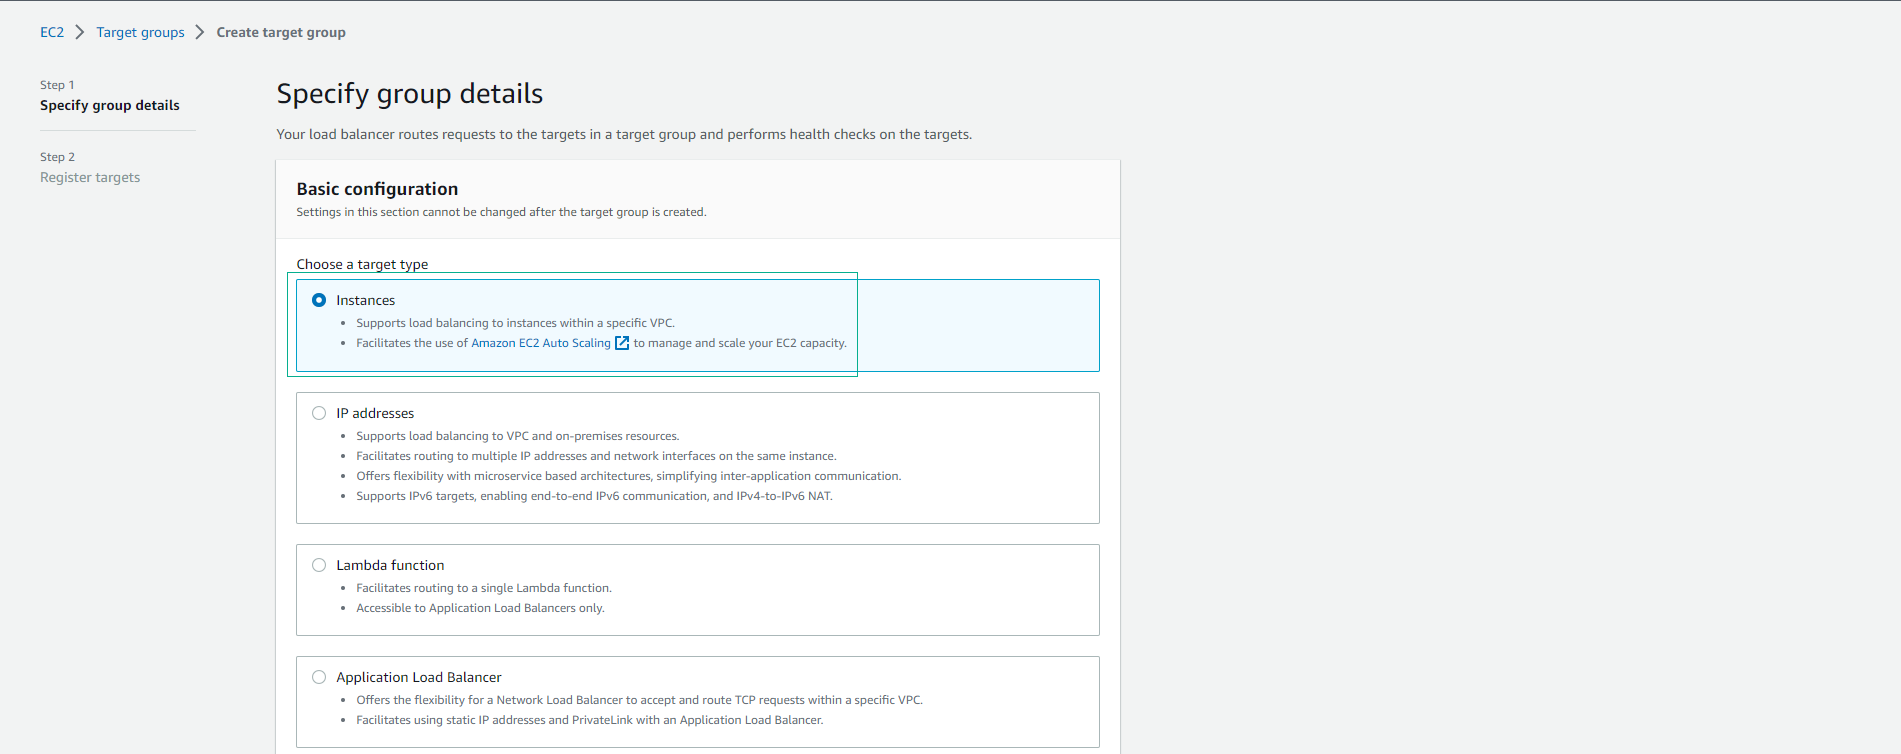 EC2 > Target groups > Create target group
Step 1
Specify group details
Step 2
Register targets
Specify group details
Your load balancer routes requests to the targets in a target group and performs health checks on the targets.
Basic configuration
Settings in this section cannot be changed after the target group is created.
Choose a target type
Instances
• Supports load balancing to instances within a specific VPC.
• Facilitates the use of Amazon EC2 Auto Scaling to manage and scale your EC2 capacity.
IP addresses
• Supports load balancing to VPC and on-premises resources.
• Facilitates routing to multiple IP addresses and network interfaces on the same instance.
• Offers flexibility with microservice based architectures, simplifying inter-application communication.
• Supports IPv6 targets, enabling end-to-end IPv6 communication, and IPv4-to-IPv6 NAT.
Lambda function
• Facilitates routing to a single Lambda function.
• Accessible to Application Load Balancers only.
Application Load Balancer
• Offers the flexibility for a Network Load Balancer to accept and route TCP requests within a specific VPC.
• Facilitates using static IP addresses and PrivateLink with an Application Load Balancer.